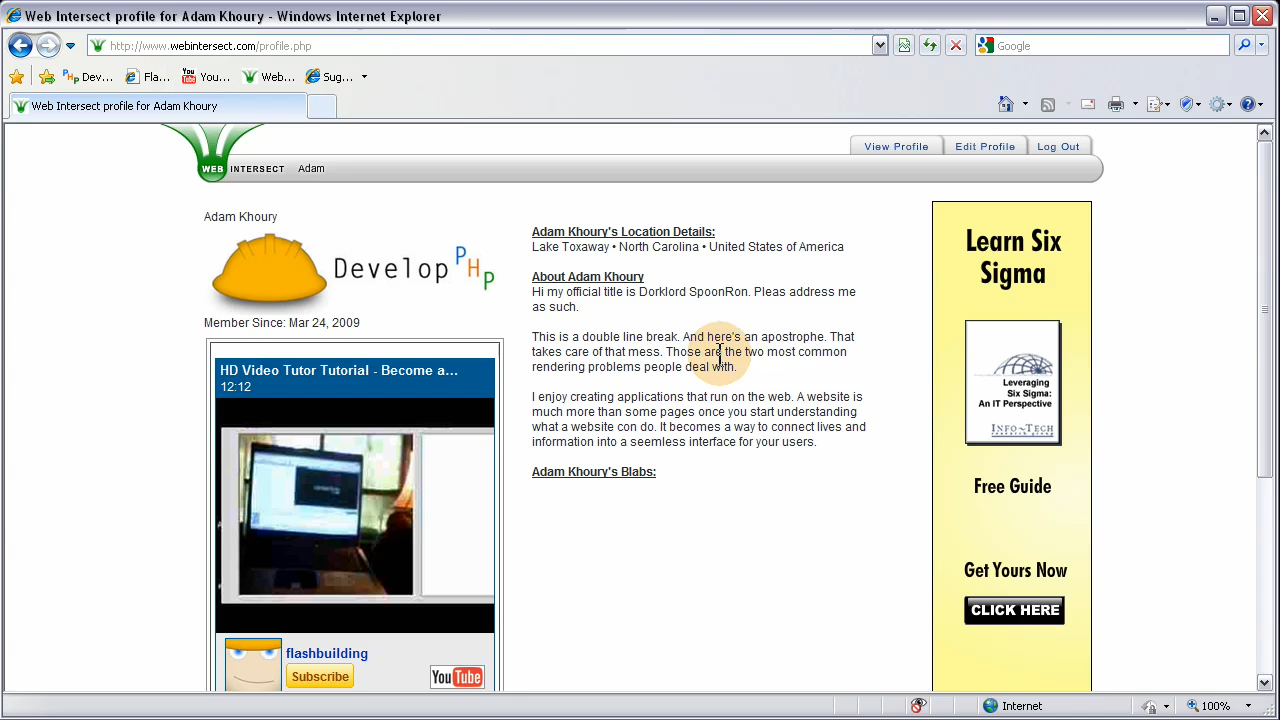 Web Intersect profile for Adam Khoury - Windows Internet Explorer
http://www.webintersect.com/profile.php
Google
PHP Dev...
Fla...
You...
Web...
Sug...
Web Intersect profile for Adam Khoury
View Profile
Edit Profile
Log Out
WEB INTERSECT
Adam
Adam Khoury
Develop PHP
Member Since: Mar 24, 2009
HD Video Tutor Tutorial - Become a...
12:12
flashbuilding
Subscribe
YouTube
Adam Khoury's Location Details:
Lake Toxaway • North Carolina • United States of America
About Adam Khoury
Hi my official title is Dorklord SpoonRon. Pleas address me
as such.
This is a double line break. And here's an apostrophe. That
takes care of that mess. Those are the two most common
rendering problems people deal with.
I enjoy creating applications that run on the web. A website is
much more than some pages once you start understanding
what a website con do. It becomes a way to connect lives and
information into a seemless interface for your users.
Adam Khoury's Blabs:
Learn Six
Sigma
Leveraging
Six Sigma:
An IT Perspective
INFO~TECH
Free Guide
Get Yours Now
CLICK HERE
Internet
100%